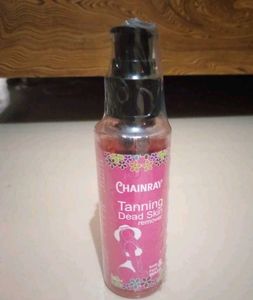 CHAINRAY
Tanning
Dead Skin
remover